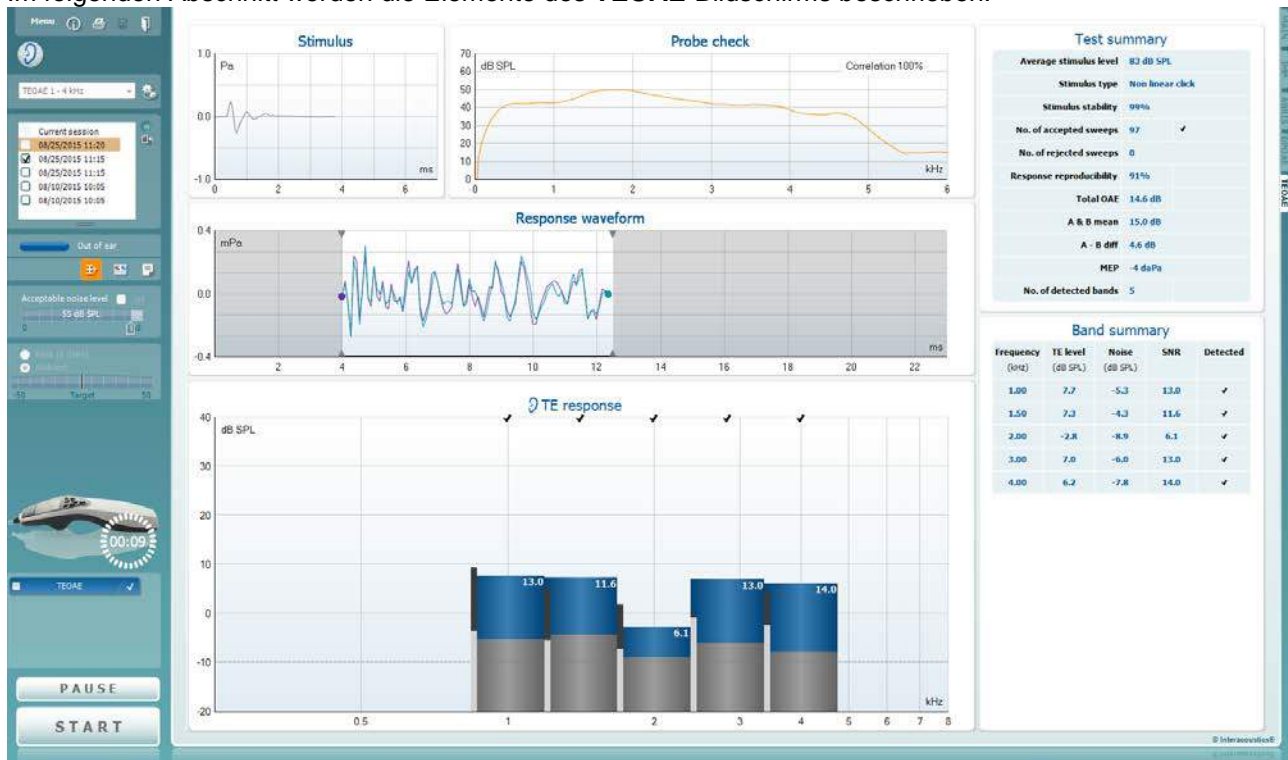 Im folgenden Abschnitt werden die Elemente des TEOAE-Bildschirms beschrieben:
Menu
TEOAE 1 - 4 kHz
Current session
08/25/2015 11:20
08/25/2015 11:15
08/25/2015 11:15
08/10/2015 10:05
08/10/2015 10:05
Out of ear
Acceptable noise level
55 dB SPL
-50 Target 50
00:09
TEOAE
PAUSE
START
Stimulus
Pa
1.0
0.0
-1.0
ms
0 2 4 6
Probe check
dB SPL
Correlation 100%
70
60
50
40
30
20
10
0
kHz
0 1 2 3 4 5 6
Response waveform
mPa
0.4
0.0
-0.4
ms
2 4 6 8 10 12 14 16 18 20 22
TE response
dB SPL
40
30
20
10
0
-10
-20
13.0 11.6 6.1 13.0 14.0
kHz
0.5 1 2 3 4 5 6 7 8
Test summary
Average stimulus level 83 dB SPL
Stimulus type Non linear click
Stimulus stability 99%
No. of accepted sweeps 97
No. of rejected sweeps 0
Response reproducibility 91%
Total OAE 14.6 dB
A & B mean 15.0 dB
A - B diff 4.6 dB
MEP -4 daPa
No. of detected bands 5
Band summary
Frequency TE level Noise SNR Detected
(kHz) (dB SPL) (dB SPL)
1.00 7.7 -5.3 13.0
1.50 7.3 -4.3 11.6
2.00 -2.8 -8.9 6.1
3.00 7.0 -6.0 13.0
4.00 6.2 -7.8 14.0
TEOAE
© Interacoustics®